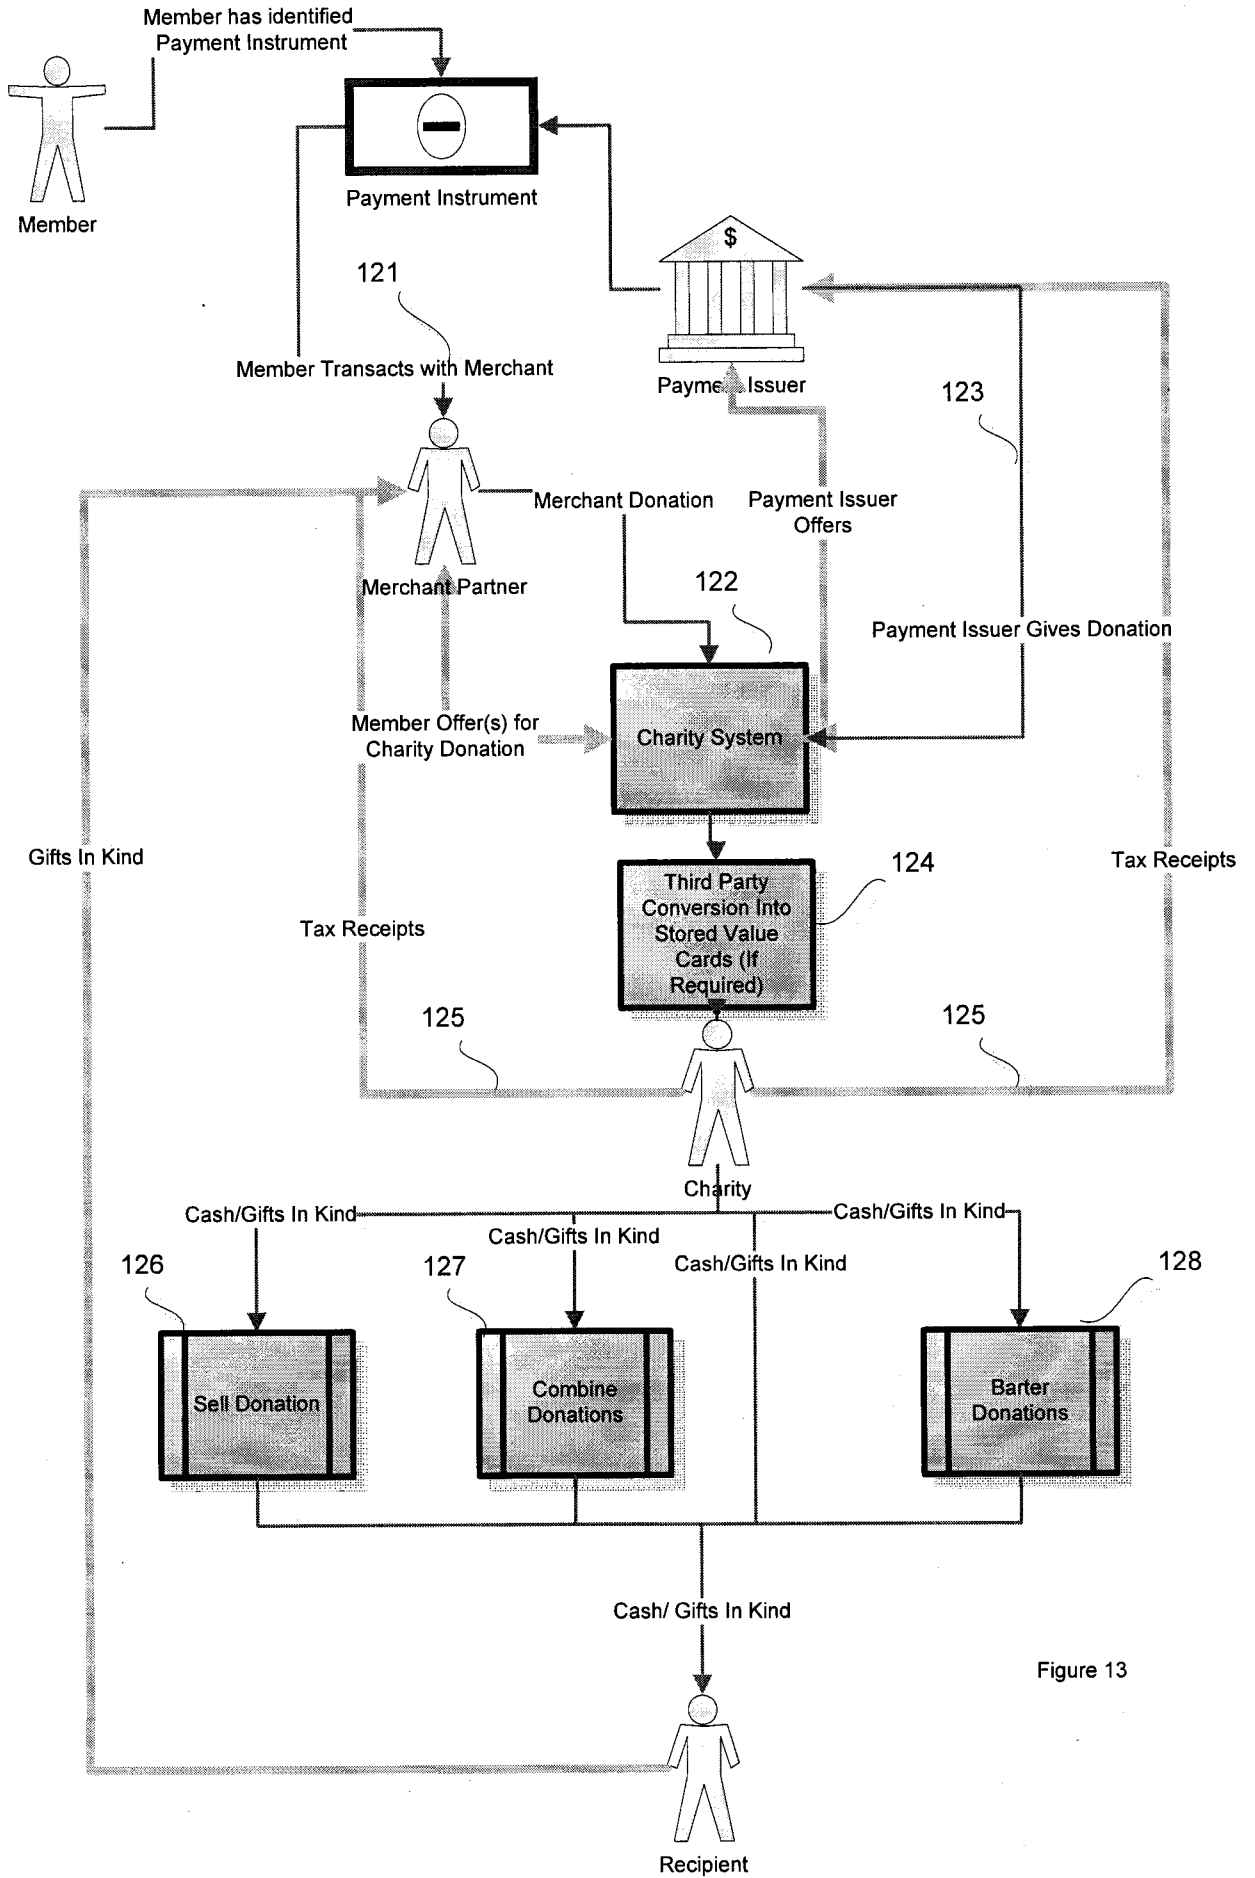 Member has identified
Payment Instrument
Payment Instrument
Member
$
121
Member Transacts with Merchant
Payment Issuer
123
Merchant Donation
Payment Issuer
Offers
Merchant Partner
122
Payment Issuer Gives Donation
Member Offer(s) for
Charity Donation
Charity System
Gifts In Kind
124
Tax Receipts
Third Party
Conversion Into
Stored Value
Cards (If
Required)
Tax Receipts
125
125
Charity
Cash/Gifts In Kind
Cash/Gifts In Kind
Cash/Gifts In Kind
Cash/Gifts In Kind
126
127
128
Sell Donation
Combine
Donations
Barter
Donations
Cash/ Gifts In Kind
Figure 13
Recipient